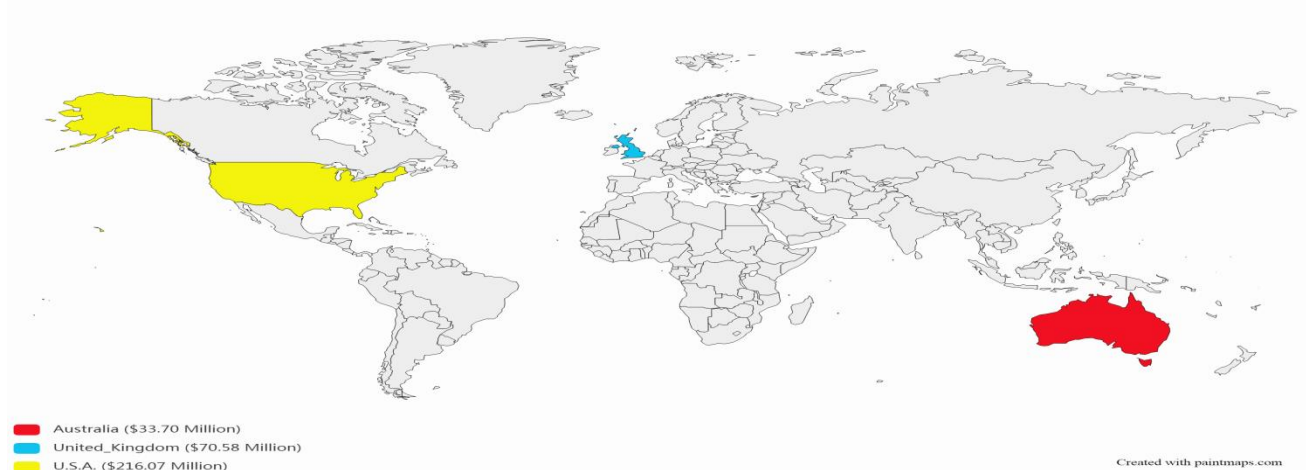 Australia ($33.70 Million)
United_Kingdom ($70.58 Million)
U.S.A. ($216.07 Million)
Created with paintmaps.com